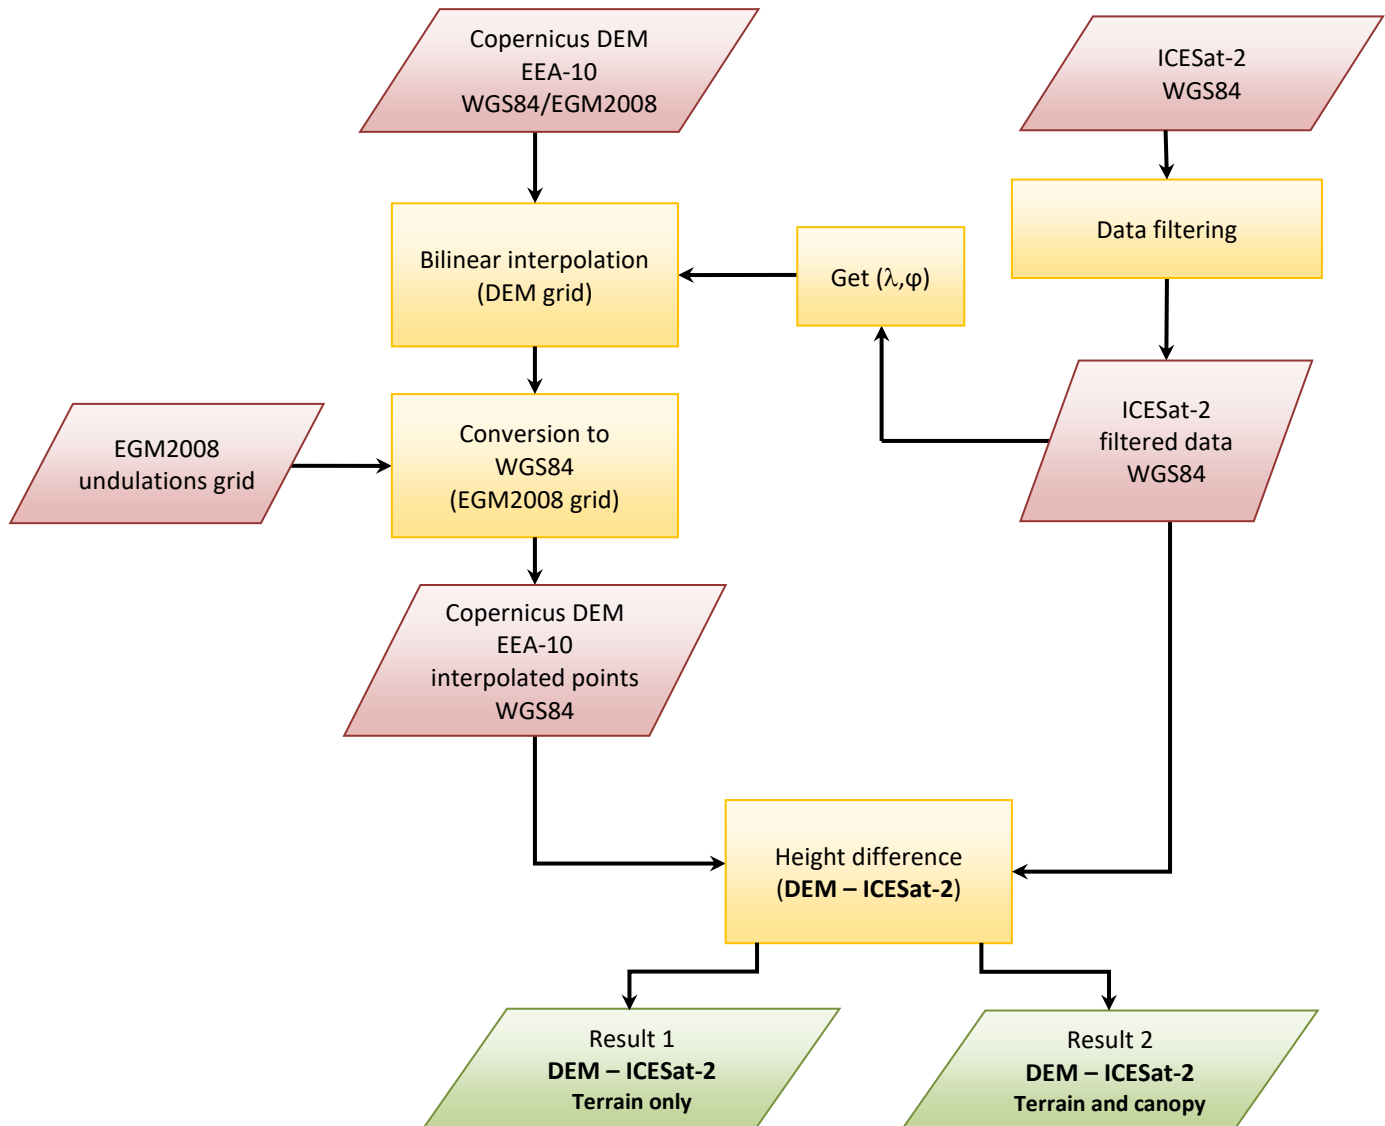 Copernicus DEM
EEA-10
WGS84/EGM2008
ICESat-2
WGS84
Data filtering
Bilinear interpolation
(DEM grid)
Get (λ,φ)
ICESat-2
filtered data
WGS84
EGM2008
undulations grid
Conversion to
WGS84
(EGM2008 grid)
Copernicus DEM
EEA-10
interpolated points
WGS84
Height difference
(DEM – ICESat-2)
Result 1
DEM – ICESat-2
Terrain only
Result 2
DEM – ICESat-2
Terrain and canopy